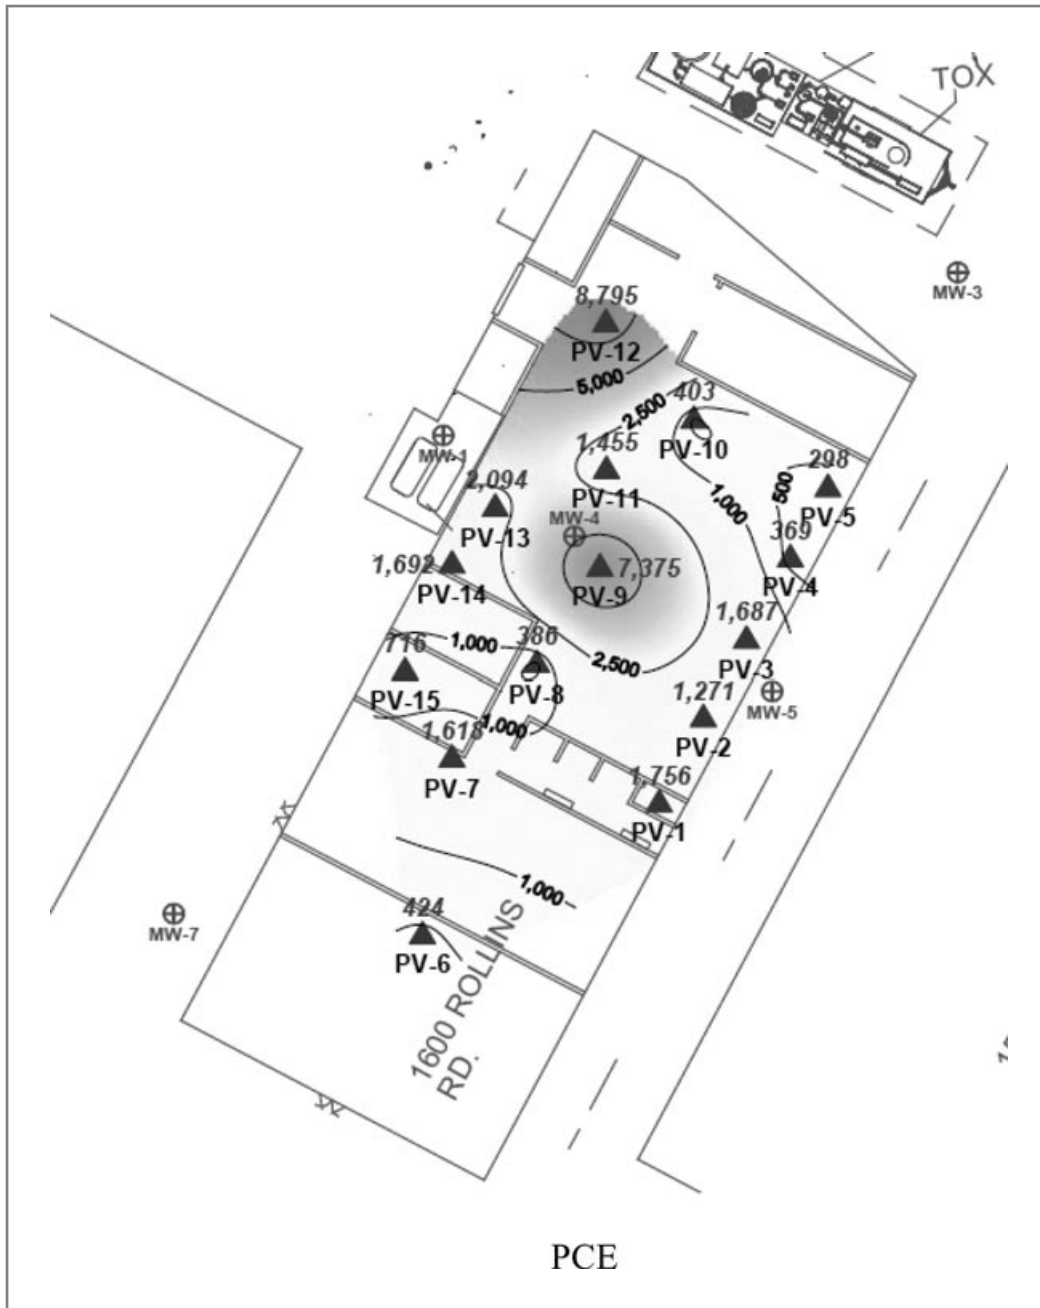 TOX
MW-3
8,795
PV-12
5,000
403
2,500
PV-10
MW-1
1,455
PV-11
298
500
PV-5
2,094
1,000
MW-4
PV-13
369
PV-4
1,692
PV-14
7,375
PV-9
1,687
PV-3
1,000
386
2,500
716
PV-8
PV-15
1,271
MW-5
1,000
PV-2
1,618
PV-7
1,756
PV-1
1,000
424
MW-7
PV-6
1600 ROLLINS
RD.
PCE